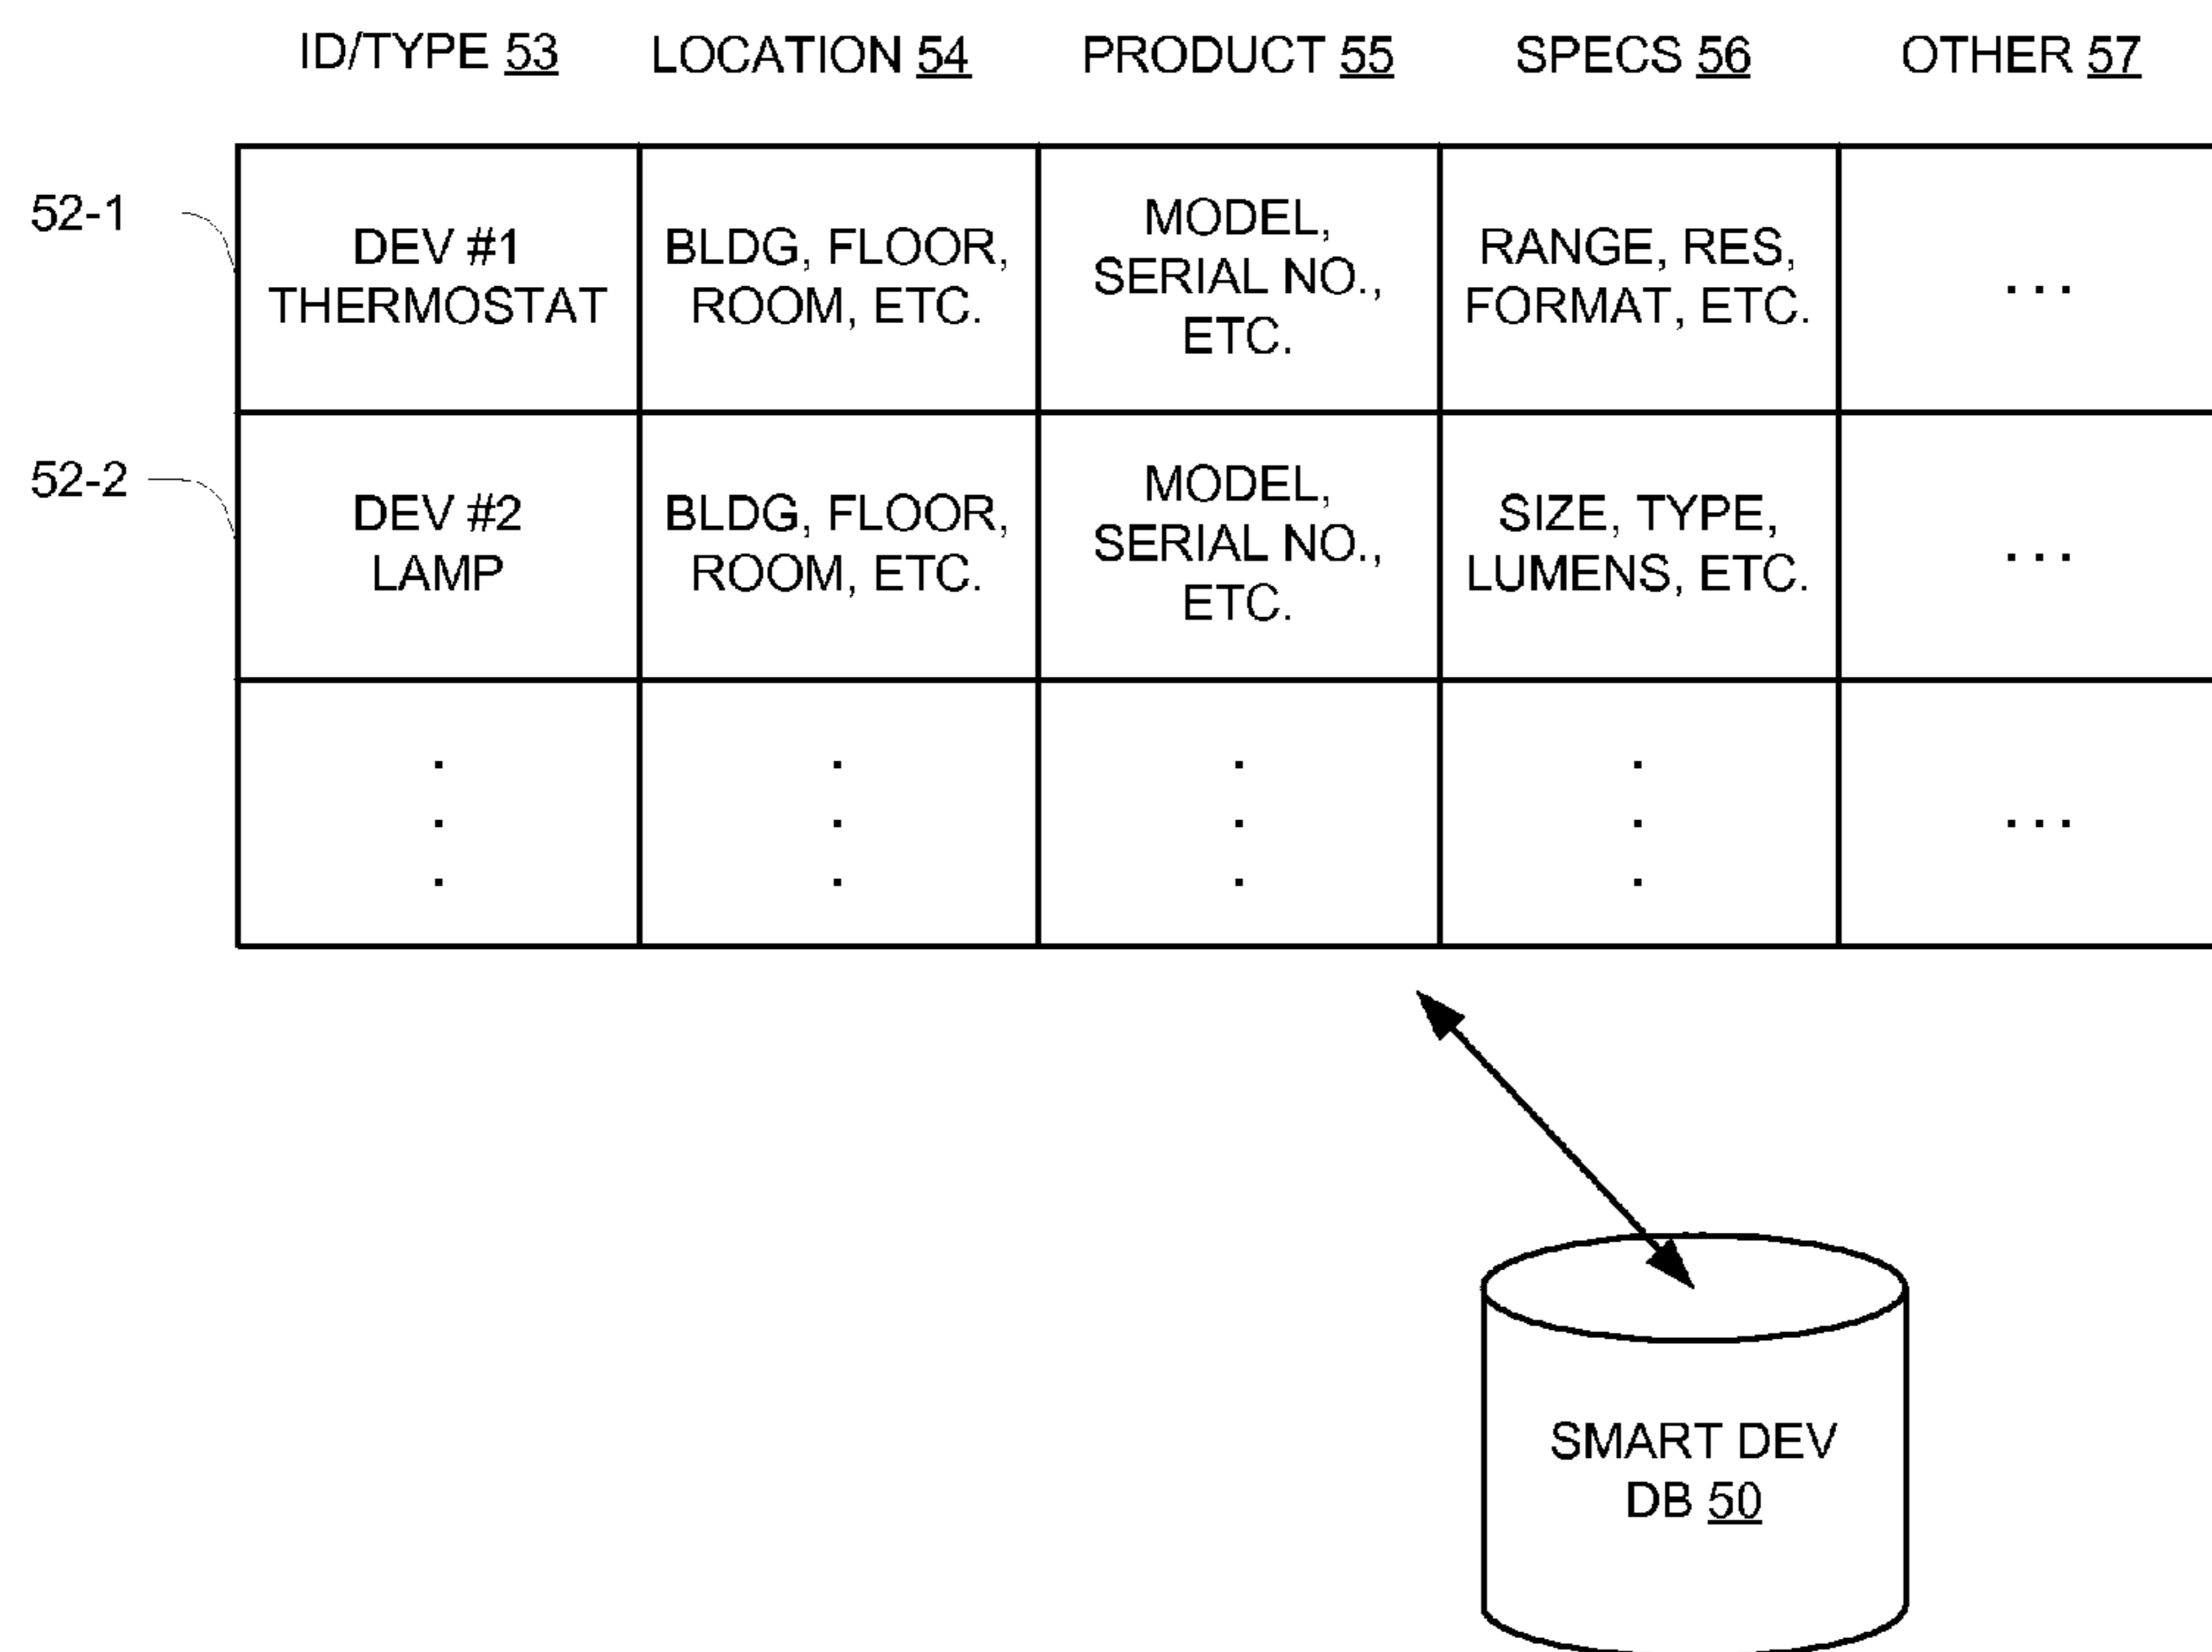 ID/TYPE 53 LOCATION 54 PRODUCT 55 SPECS 56 OTHER 57
52-1
DEV #1
THERMOSTAT
BLDG, FLOOR,
ROOM, ETC.
MODEL,
SERIAL NO.,
ETC.
RANGE, RES,
FORMAT, ETC.
...
52-2
DEV #2
LAMP
BLDG, FLOOR,
ROOM, ETC.
MODEL,
SERIAL NO.,
ETC.
SIZE, TYPE,
LUMENS, ETC.
...
...
SMART DEV
DB 50